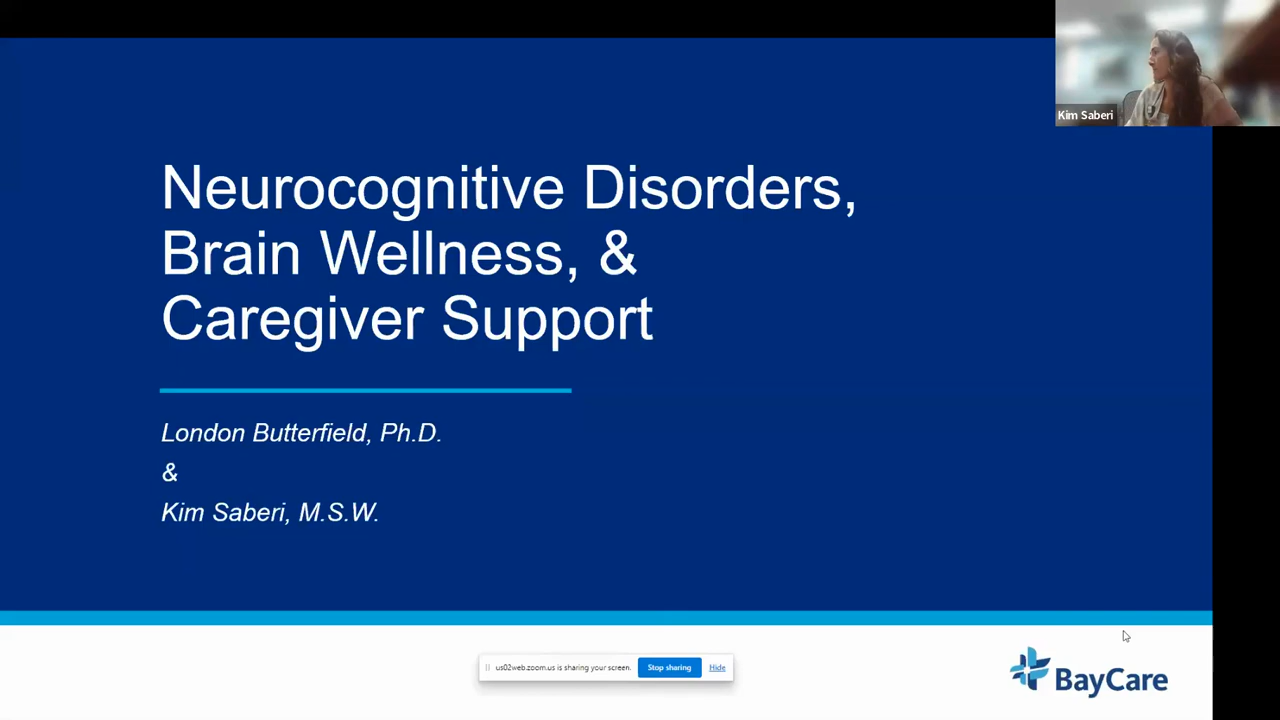 Kim Saberi
Neurocognitive Disorders,
Brain Wellness, &
Caregiver Support
London Butterfield, Ph.D.
&
Kim Saberi, M.S.W.
us02web.zoom.us is sharing your screen.
Stop sharing
Hide
BayCare